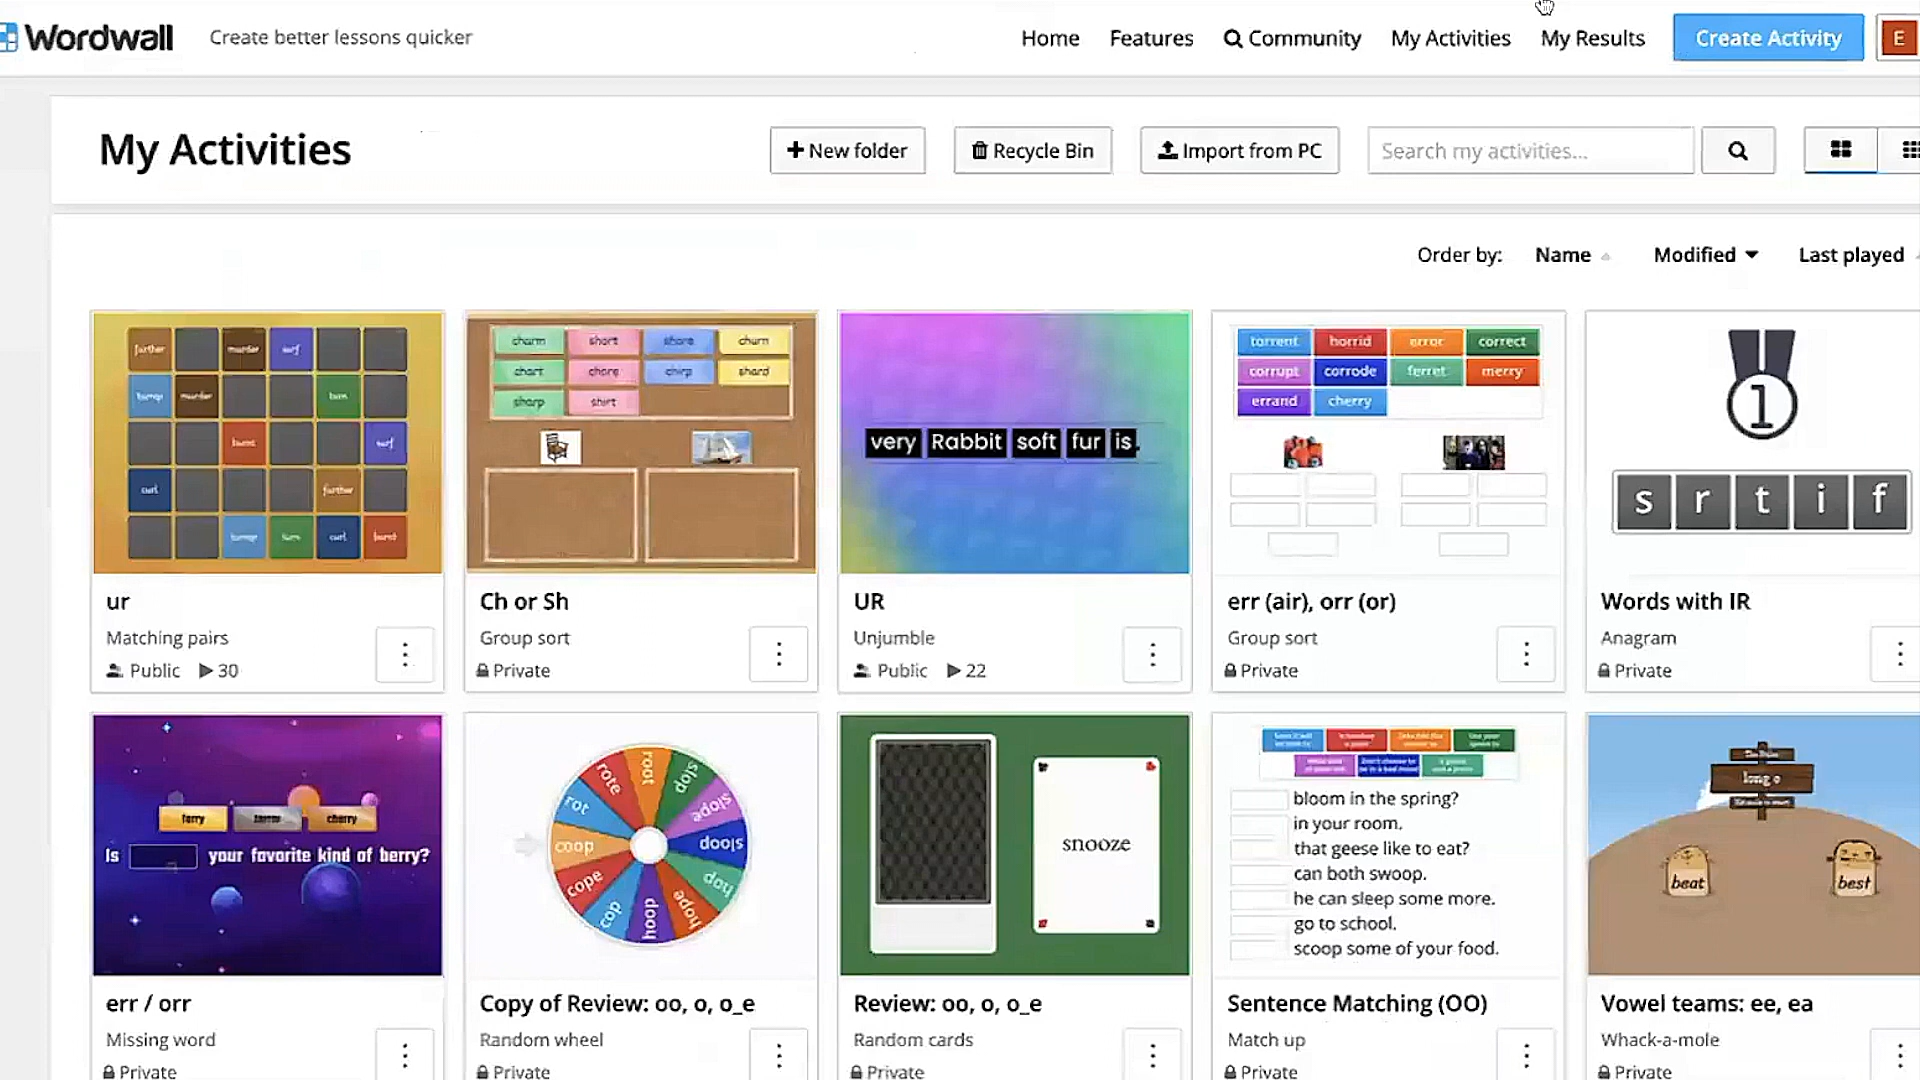 Wordwall Create better lessons quicker Home Features Community My Activities My Results Create Activity E
My Activities New folder Recycle Bin Import from PC Search my activities...
Order by: Name Modified Last played
further murder surf
murder turn
burnt surf
curl further
turn curl burnt
ur
Matching pairs
Public 30
charm short share churn
chart chore chirp shard
sharp shirt
Ch or Sh
Group sort
Private
very Rabbit soft fur is.
UR
Unjumble
Public 22
torrent horrid error correct
corrupt corrode ferret merry
errand cherry
err (air), orr (or)
Group sort
Private
1
s r t i f
Words with IR
Anagram
Private
ferry cherry
Is your favorite kind of berry?
err / orr
Missing word
Private
root slop slope sloop hop hope hoop cop cope coop rot rote
Copy of Review: oo, o, o_e
Random wheel
Private
snooze
Review: oo, o, o_e
Random cards
Private
bloom in the spring?
in your room.
that geese like to eat?
can both swoop.
he can sleep some more.
go to school.
scoop some of your food.
Sentence Matching (OO)
Match up
Private
long e
beat best
Vowel teams: ee, ea
Whack-a-mole
Private